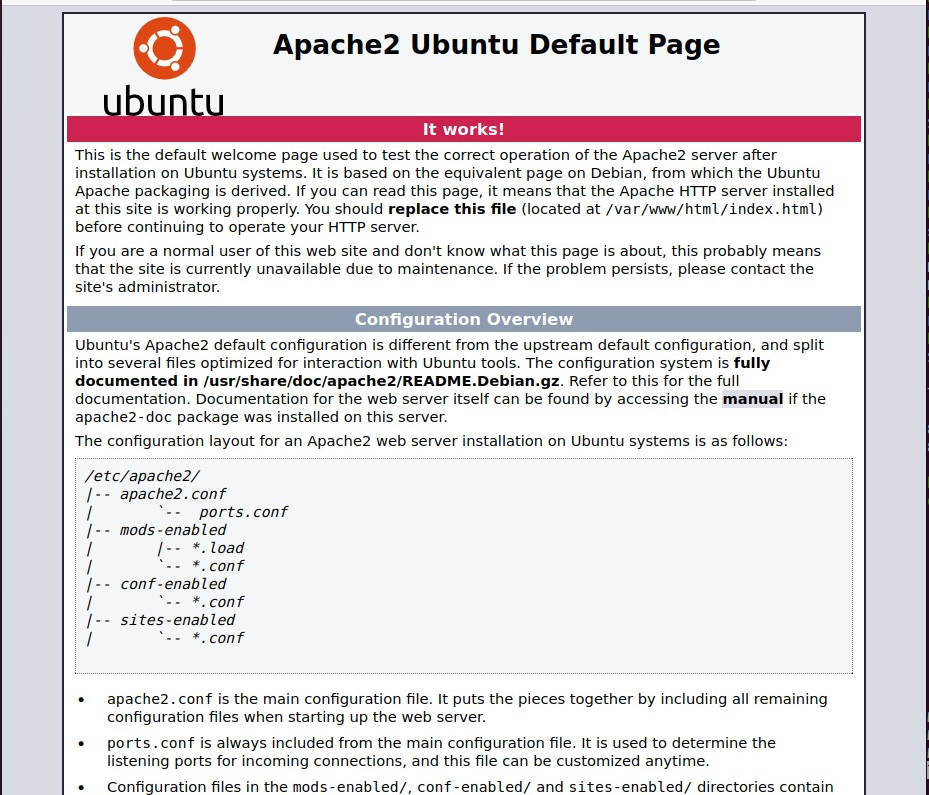 ubuntu
Apache2 Ubuntu Default Page
It works!
This is the default welcome page used to test the correct operation of the Apache2 server after
installation on Ubuntu systems. It is based on the equivalent page on Debian, from which the Ubuntu
Apache packaging is derived. If you can read this page, it means that the Apache HTTP server installed
at this site is working properly. You should replace this file (located at /var/www/html/index.html)
before continuing to operate your HTTP server.
If you are a normal user of this web site and don't know what this page is about, this probably means
that the site is currently unavailable due to maintenance. If the problem persists, please contact the
site's administrator.
Configuration Overview
Ubuntu's Apache2 default configuration is different from the upstream default configuration, and split
into several files optimized for interaction with Ubuntu tools. The configuration system is fully
documented in /usr/share/doc/apache2/README.Debian.gz. Refer to this for the full
documentation. Documentation for the web server itself can be found by accessing the manual if the
apache2-doc package was installed on this server.
The configuration layout for an Apache2 web server installation on Ubuntu systems is as follows:
/etc/apache2/
|-- apache2.conf
|       `--  ports.conf
|-- mods-enabled
|       |-- *.load
|       `-- *.conf
|-- conf-enabled
|       `-- *.conf
|-- sites-enabled
|       `-- *.conf
• apache2.conf is the main configuration file. It puts the pieces together by including all remaining
configuration files when starting up the web server.
• ports.conf is always included from the main configuration file. It is used to determine the
listening ports for incoming connections, and this file can be customized anytime.
• Configuration files in the mods-enabled/, conf-enabled/ and sites-enabled/ directories contain